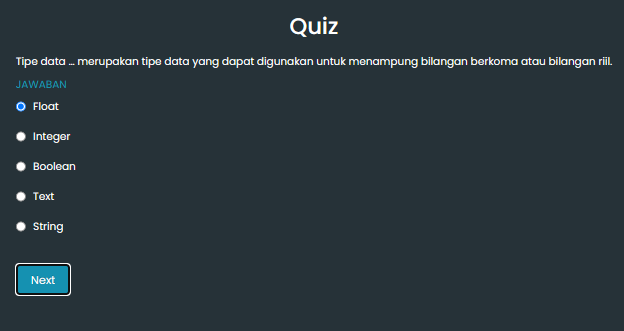 Quiz
Tipe data ... merupakan tipe data yang dapat digunakan untuk menampung bilangan berkoma atau bilangan riil.
JAWABAN
Float
Integer
Boolean
Text
String
Next